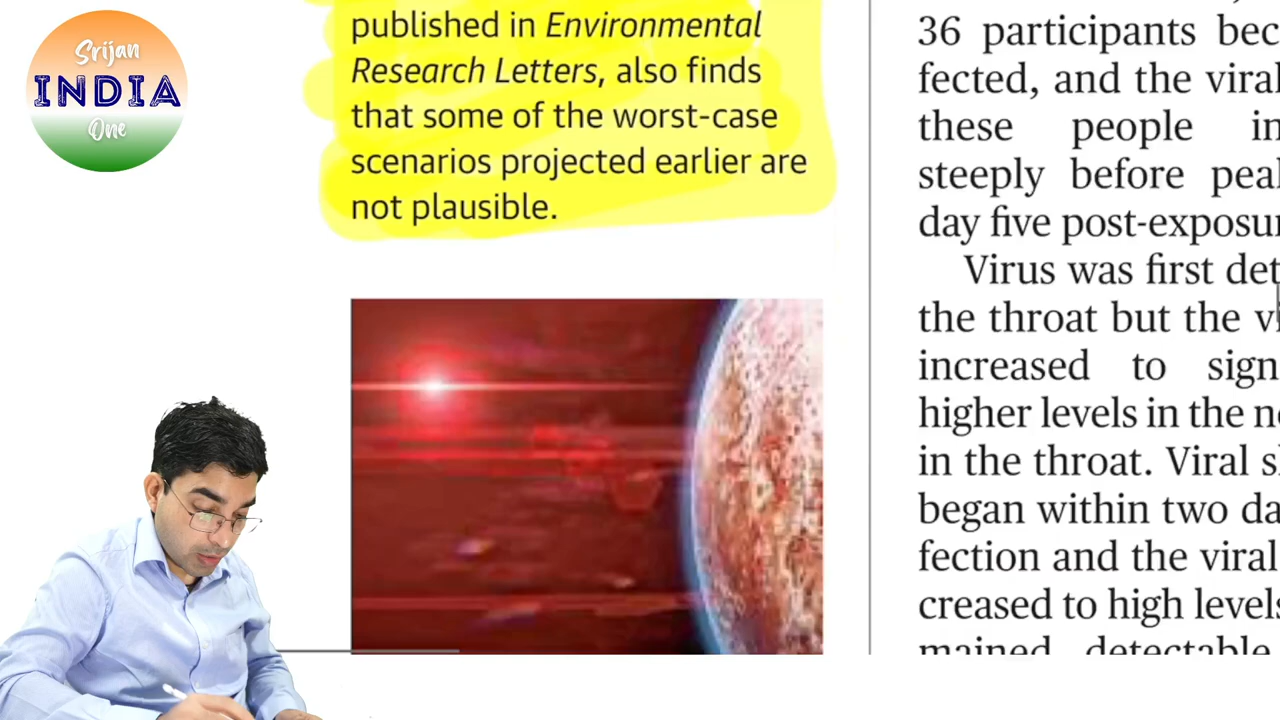 Srijan
INDIA
One
published in Environmental
Research Letters, also finds
that some of the worst-case
scenarios projected earlier are
not plausible.
36 participants bec
fected, and the viral
these people in
steeply before peal
day five post-exposu
Virus was first det
the throat but the v
increased to sign
higher levels in the n
in the throat. Viral s
began within two da
fection and the viral
creased to high levels
mained detectable